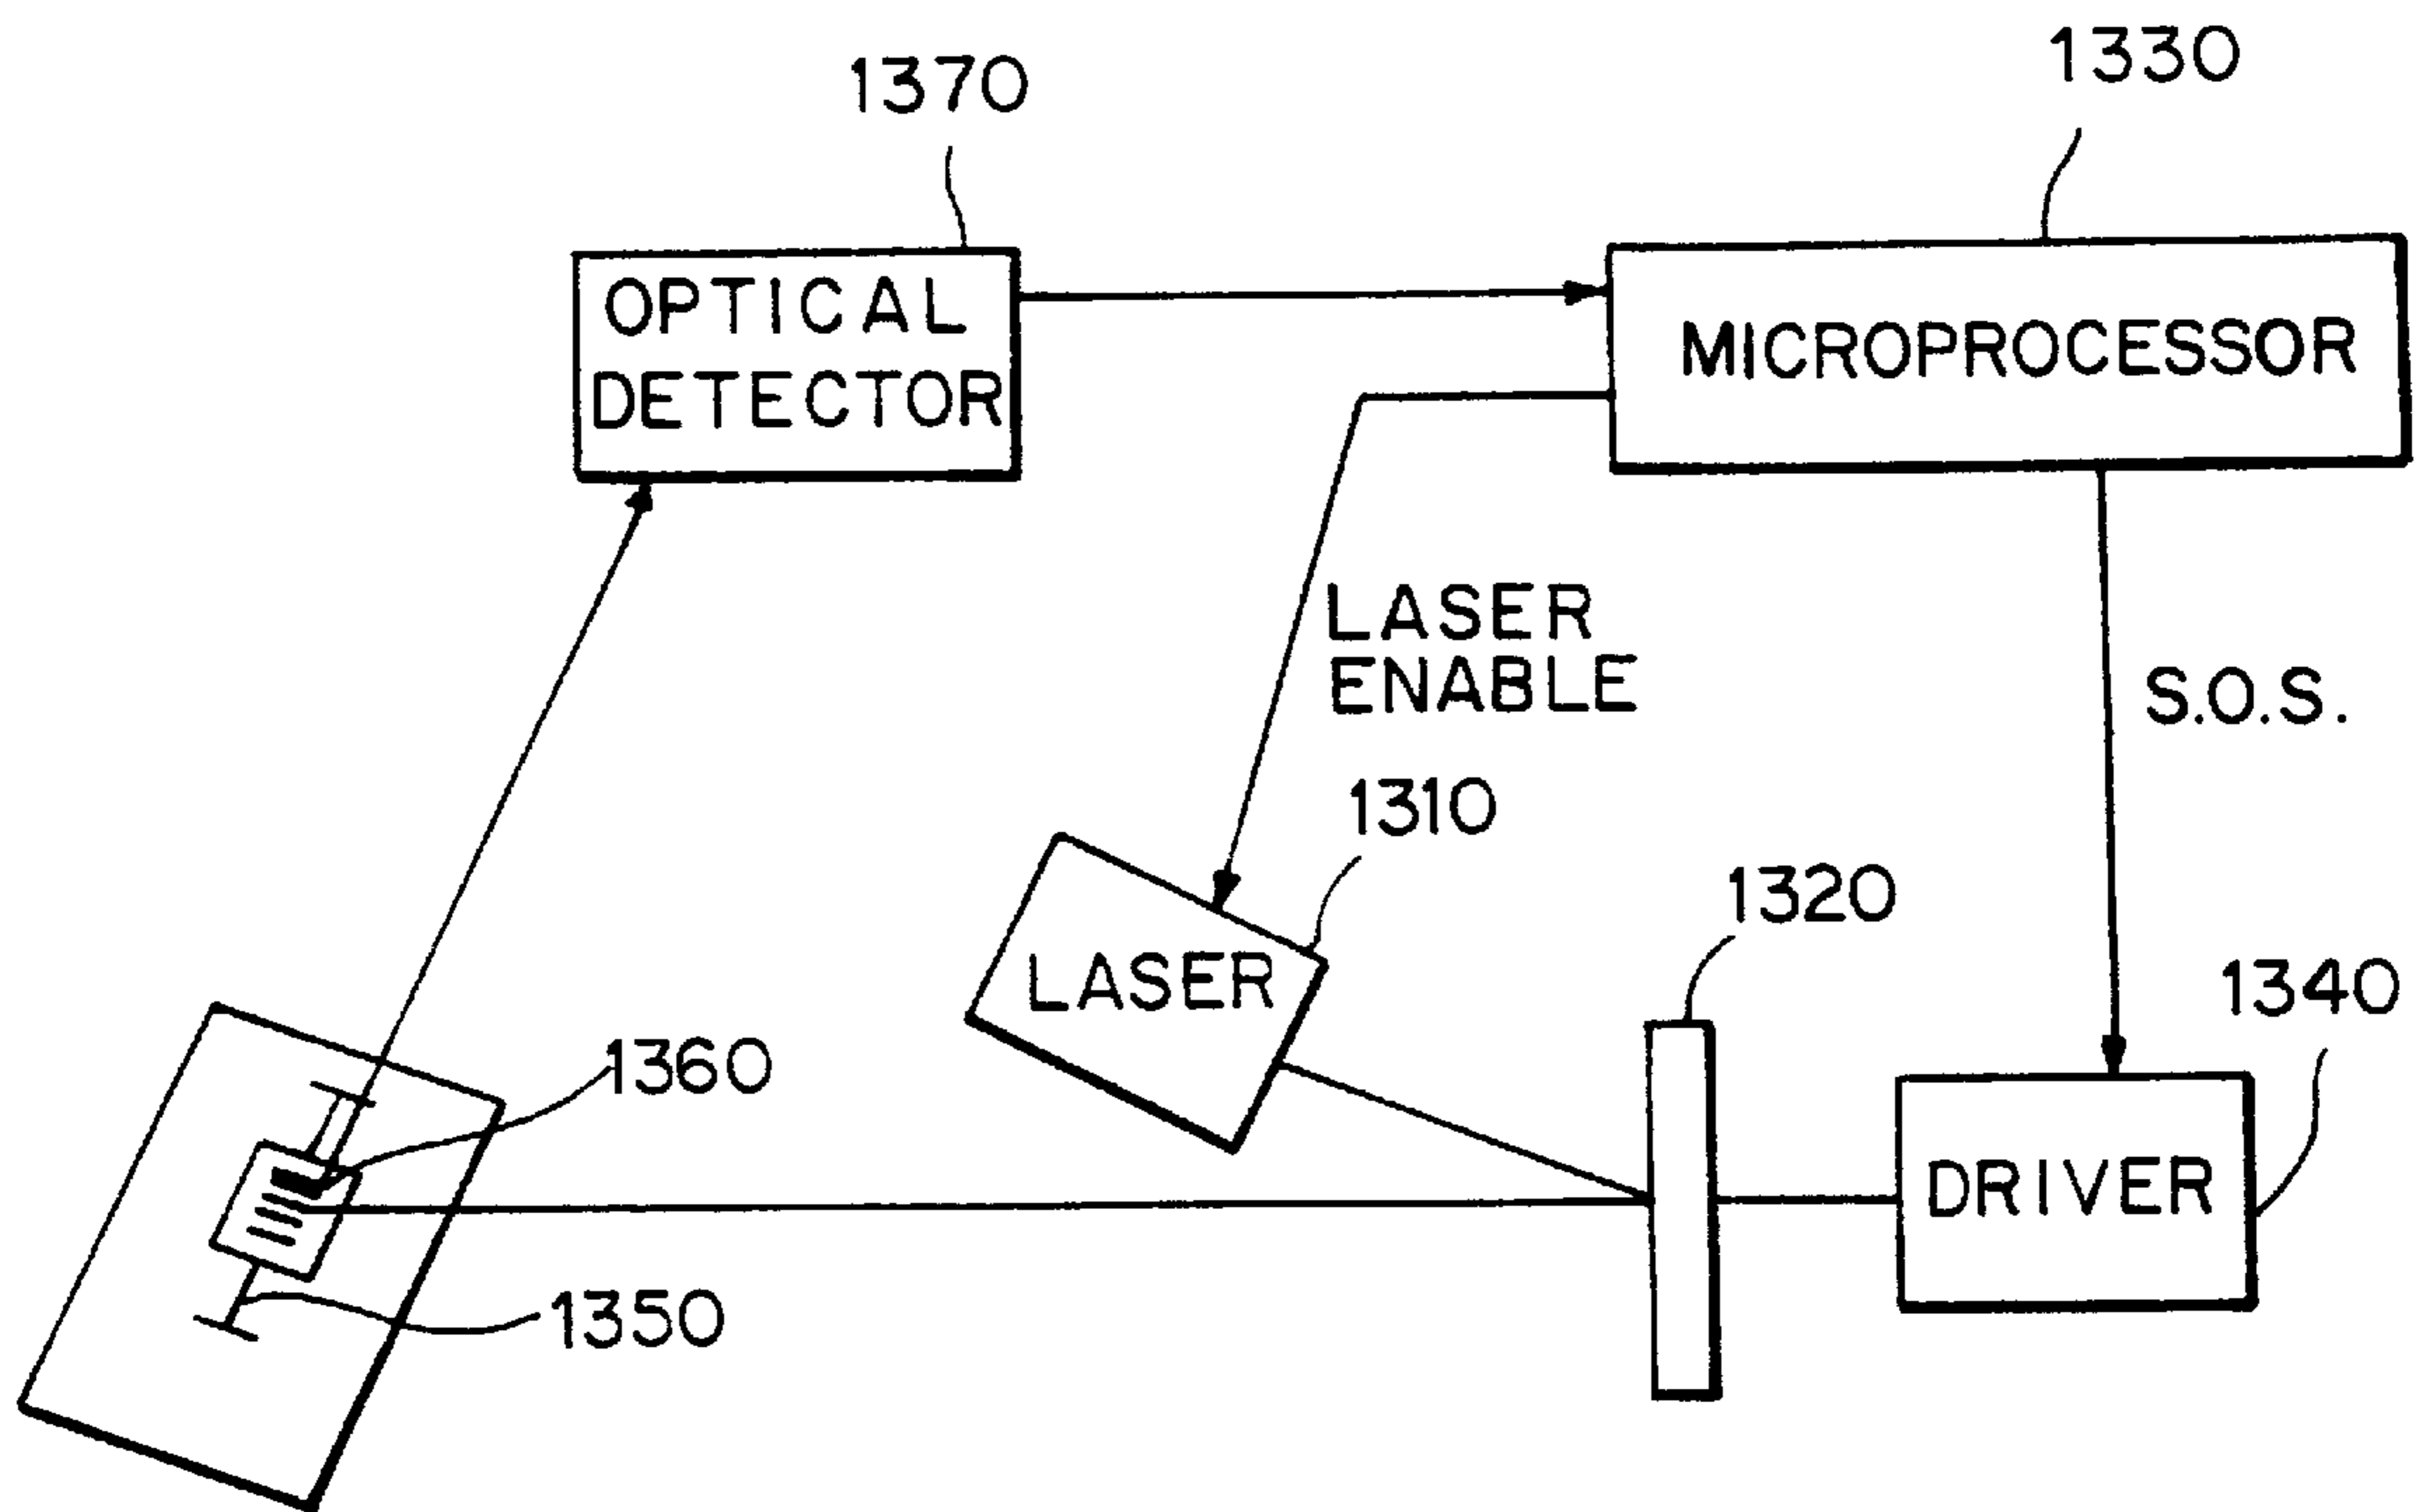 1370
1330
OPTICAL
DETECTOR
MICROPROCESSOR
LASER
ENABLE
S.O.S.
1310
LASER
1320
1340
1360
DRIVER
1350